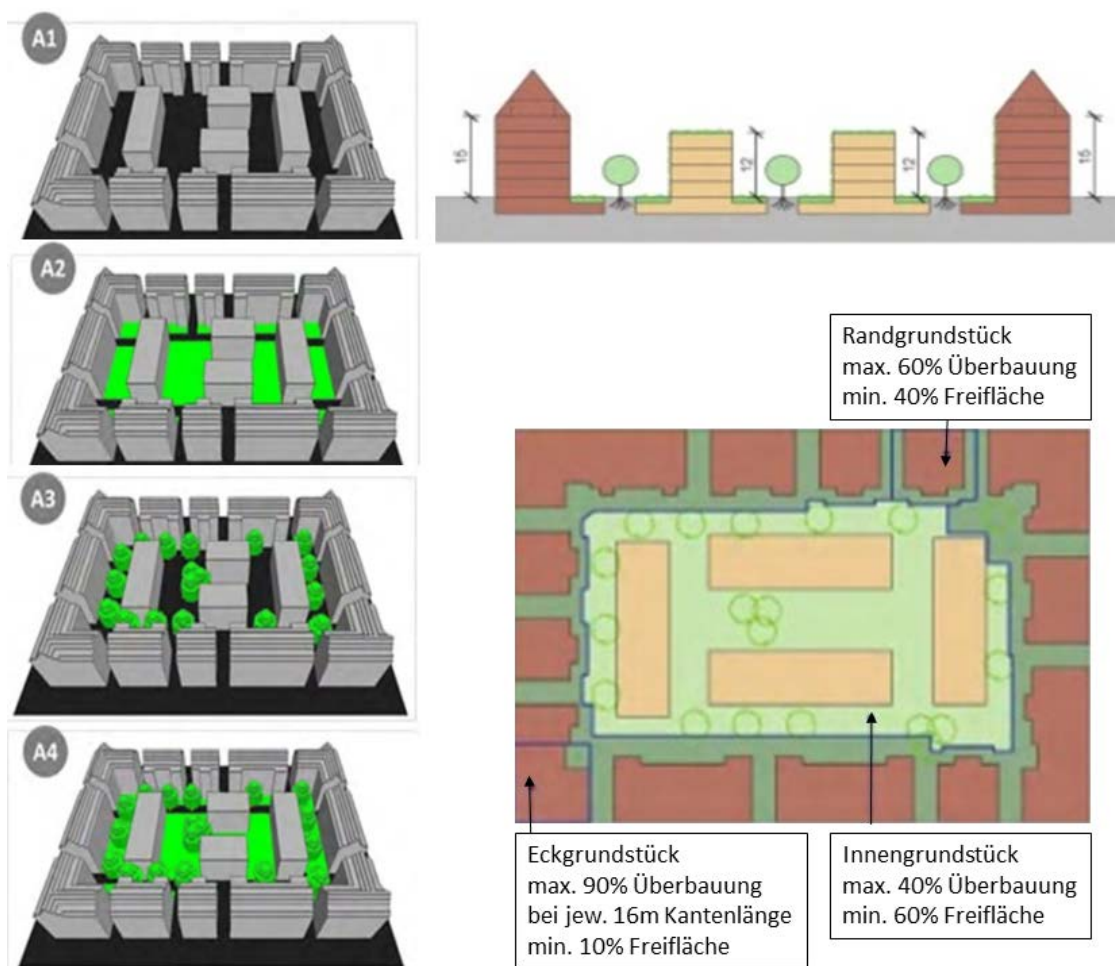 A1
15
12
12
15
A2
Randgrundstück
max. 60% Überbauung
min. 40% Freifläche
A3
A4
Eckgrundstück
max. 90% Überbauung
bei jew. 16m Kantenlänge
min. 10% Freifläche
Innengrundstück
max. 40% Überbauung
min. 60% Freifläche